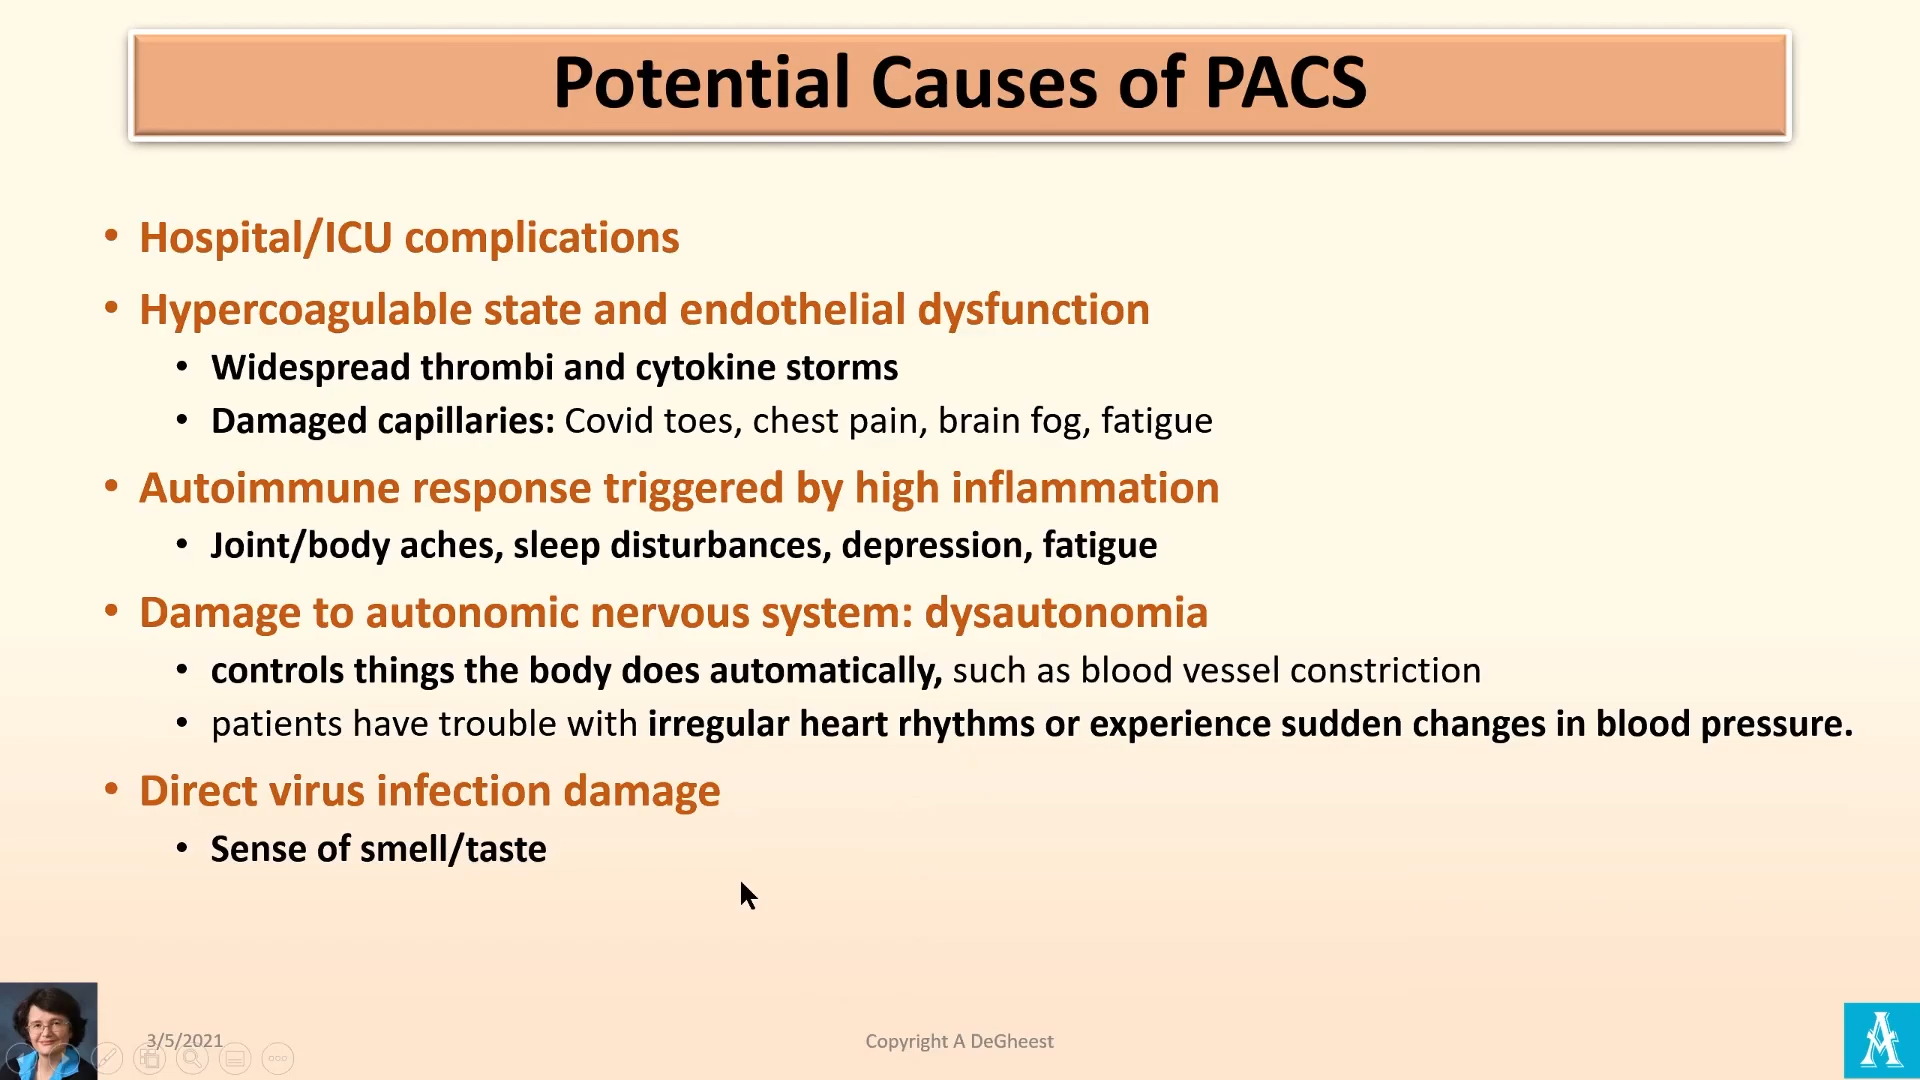 Potential Causes of PACS
• Hospital/ICU complications
• Hypercoagulable state and endothelial dysfunction
• Widespread thrombi and cytokine storms
• Damaged capillaries: Covid toes, chest pain, brain fog, fatigue
• Autoimmune response triggered by high inflammation
• Joint/body aches, sleep disturbances, depression, fatigue
• Damage to autonomic nervous system: dysautonomia
• controls things the body does automatically, such as blood vessel constriction
• patients have trouble with irregular heart rhythms or experience sudden changes in blood pressure.
• Direct virus infection damage
• Sense of smell/taste
3/5/2021
Copyright A DeGheest
A